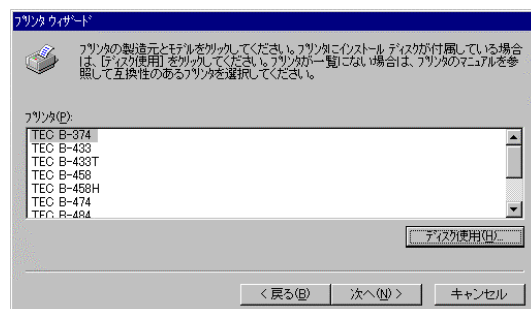 ﾌﾟﾘﾝﾀ ｳｨｻﾞｰﾄﾞ
ﾌﾟﾘﾝﾀの製造元とﾓﾃﾞﾙをｸﾘｯｸしてください。ﾌﾟﾘﾝﾀにｲﾝｽﾄｰﾙ ﾃﾞｨｽｸが付属している場合
は、[ﾃﾞｨｽｸ使用] をｸﾘｯｸしてください。ﾌﾟﾘﾝﾀが一覧にない場合は、ﾌﾟﾘﾝﾀのﾏﾆｭｱﾙを参
照して互換性のあるﾌﾟﾘﾝﾀを選択してください。
ﾌﾟﾘﾝﾀ(P):
TEC B-374
TEC B-433
TEC B-433T
TEC B-458
TEC B-458H
TEC B-474
TEC B-484
ﾃﾞｨｽｸ使用(H)...
< 戻る(B)
次へ(N) >
キャンセル